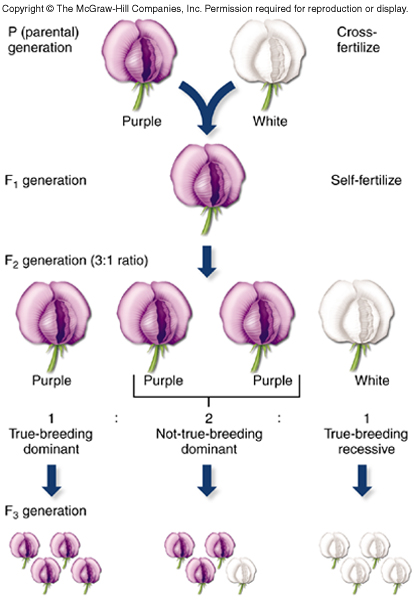 Copyright © The McGraw-Hill Companies, Inc. Permission required for reproduction or display.
P (parental)
generation
Cross-
fertilize
Purple
White
F₁ generation
Self-fertilize
F₂ generation (3:1 ratio)
Purple
Purple
Purple
White
1 : 2 : 1
True-breeding
dominant
Not-true-breeding
dominant
True-breeding
recessive
F₃ generation